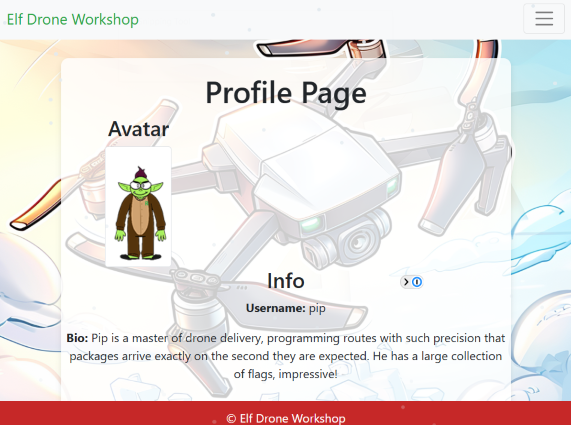 Elf Drone Workshop
Profile Page
Avatar
Info
Username: pip
Bio: Pip is a master of drone delivery, programming routes with such precision that
packages arrive exactly on the second they are expected. He has a large collection
of flags, impressive!
© Elf Drone Workshop